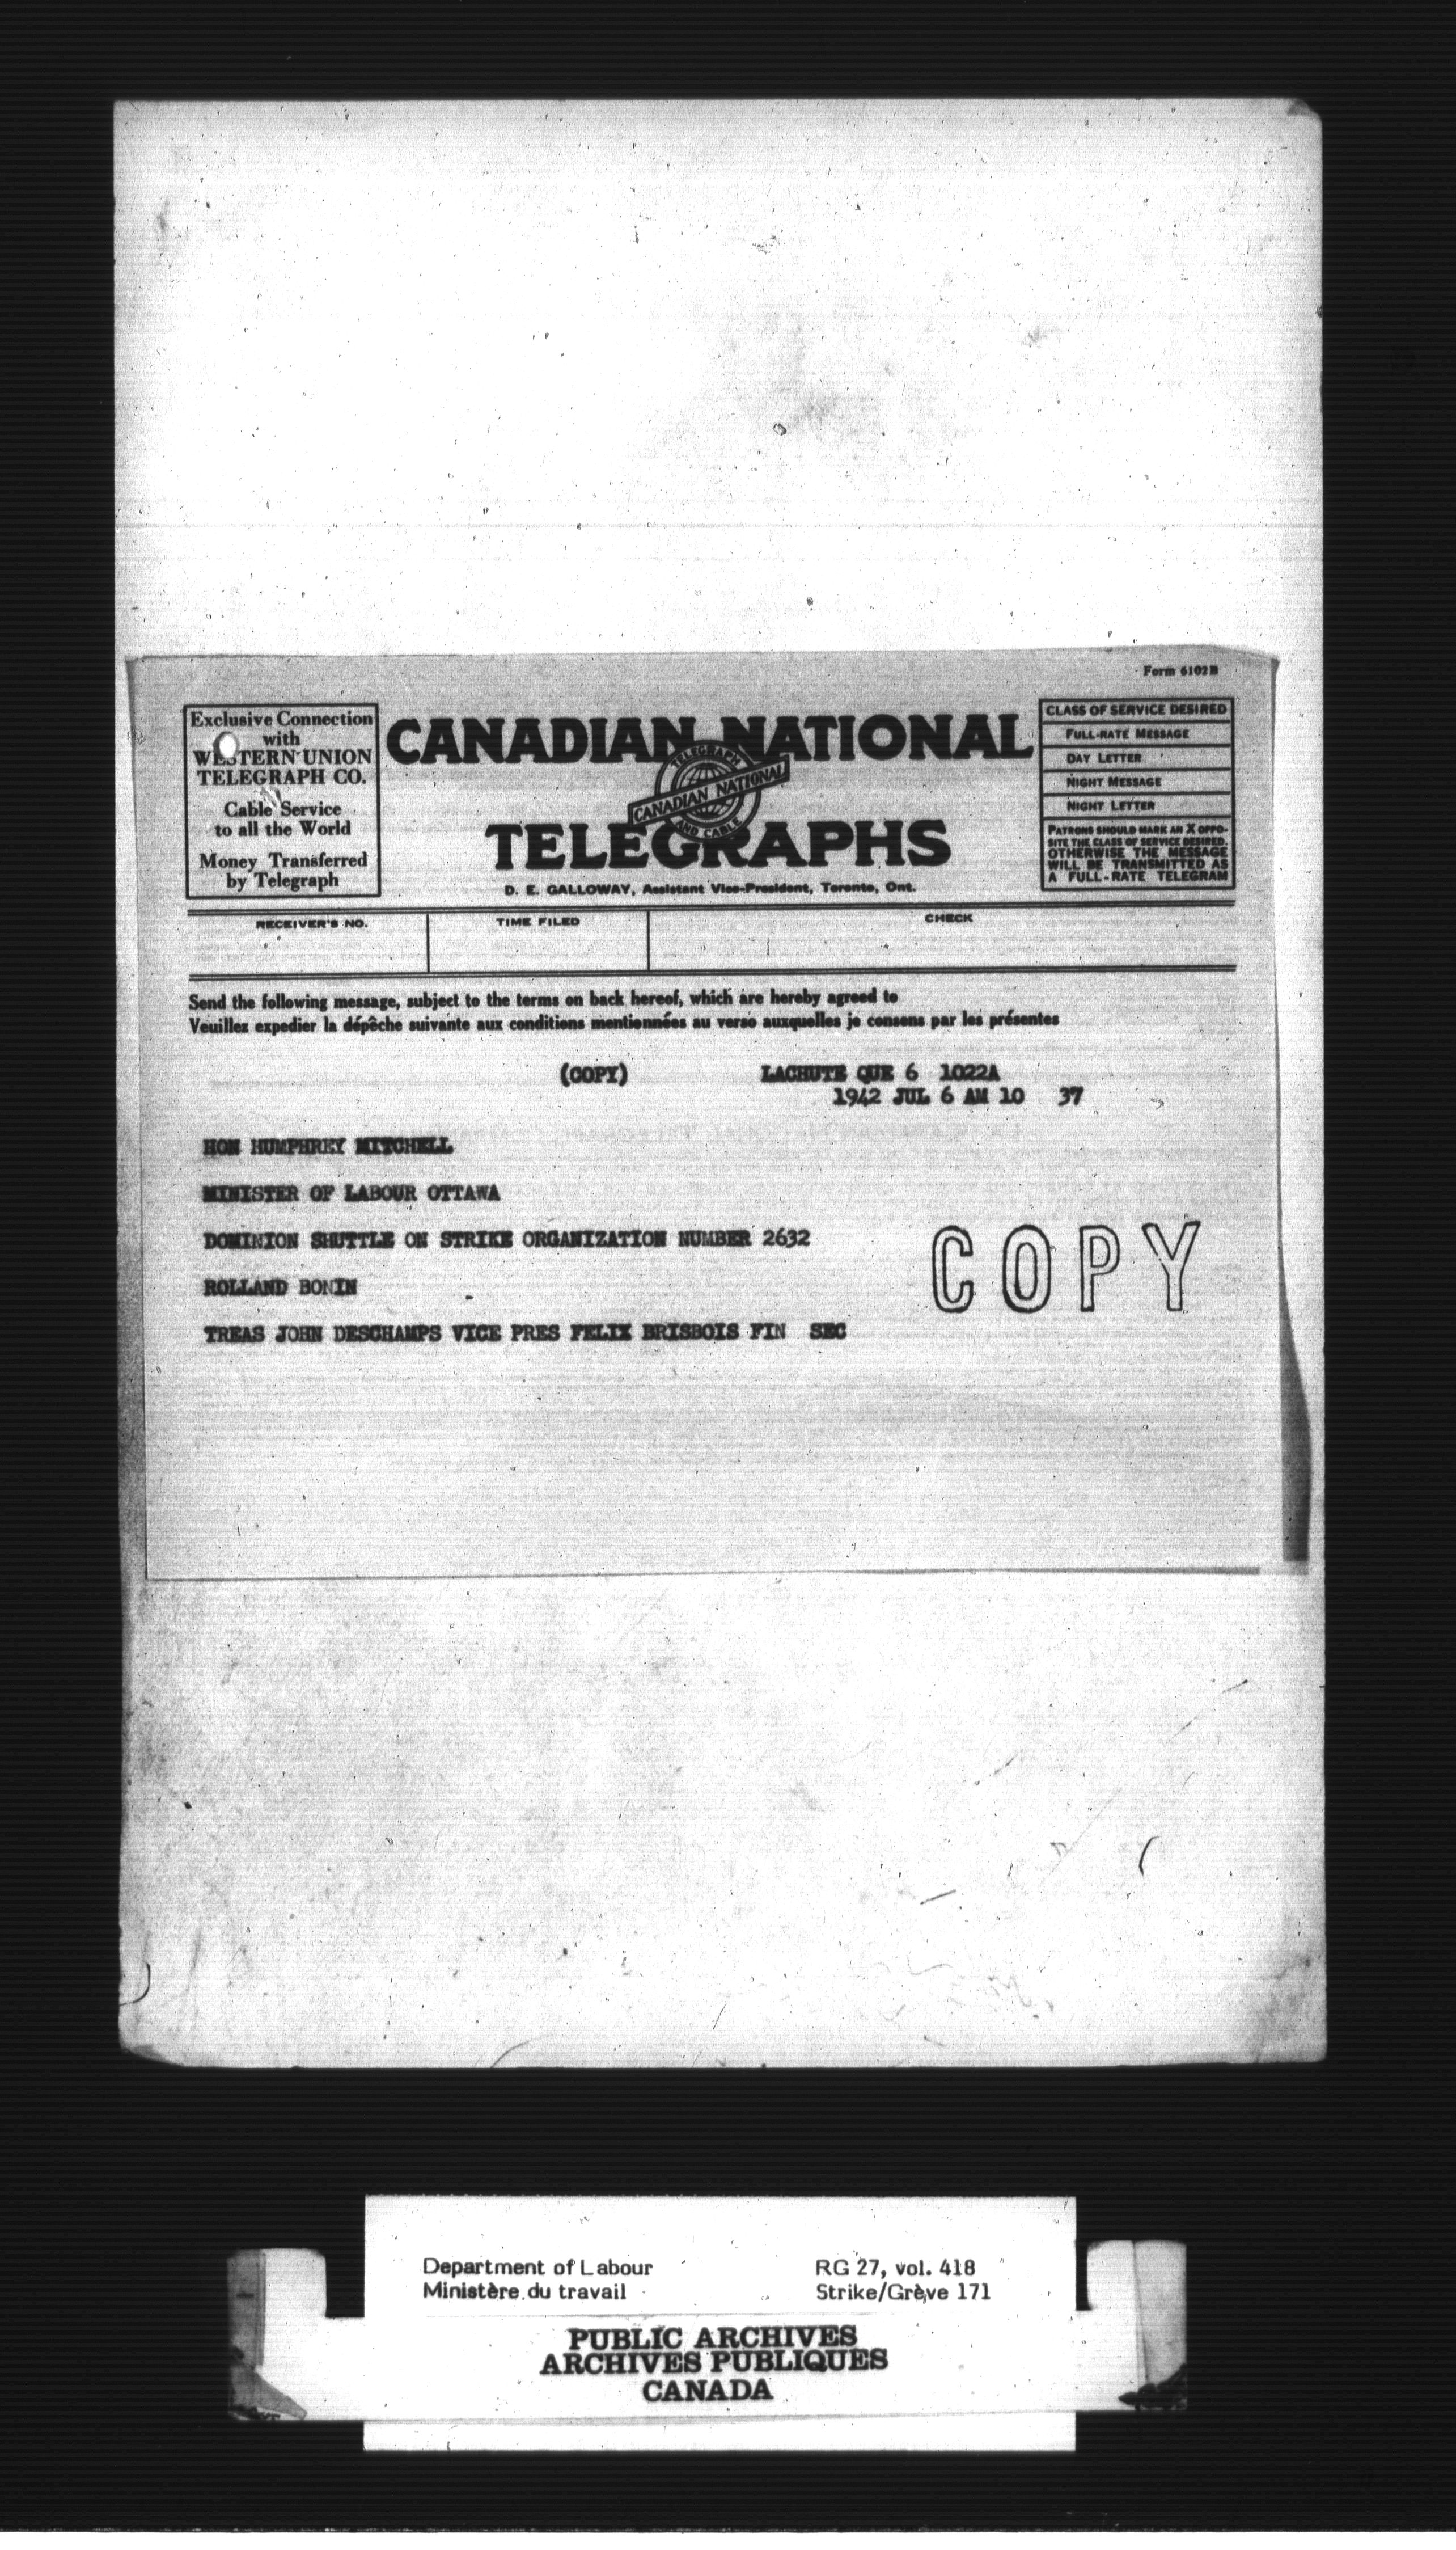 Form 6102B
Exclusive Connection
with
WESTERN UNION
TELEGRAPH CO.
Cable Service
to all the World
Money Transferred
by Telegraph
CANADIAN NATIONAL
TELEGRAPH
CANADIAN NATIONAL
AND CABLE
TELEGRAPHS
D. E. GALLOWAY, Assistant Vice-President, Toronto, Ont.
CLASS OF SERVICE DESIRED
FULL-RATE MESSAGE
DAY LETTER
NIGHT MESSAGE
NIGHT LETTER
PATRONS SHOULD MARK AN X OPPO-
SITE THE CLASS OF SERVICE DESIRED.
OTHERWISE THE MESSAGE
WILL BE TRANSMITTED AS
A FULL-RATE TELEGRAM
RECEIVER'S NO. TIME FILED CHECK
Send the following message, subject to the terms on back hereof, which are hereby agreed to
Veuillez expedier la dépêche suivante aux conditions mentionnées au verso auxquelles je consens par les présentes
(COPY) LACHUTE QUE 6 1022A
1942 JUL 6 AM 10 37
HON HUMPHREY MITCHELL
MINISTER OF LABOUR OTTAWA
DOMINION SHUTTLE ON STRIKE ORGANIZATION NUMBER 2632
COPY
ROLLAND BONIN
TREAS JOHN DESCHAMPS VICE PRES FELIX BRISBOIS FIN SEC
Department of Labour RG 27, vol. 418
Ministère du travail Strike/Grève 171
PUBLIC ARCHIVES
ARCHIVES PUBLIQUES
CANADA